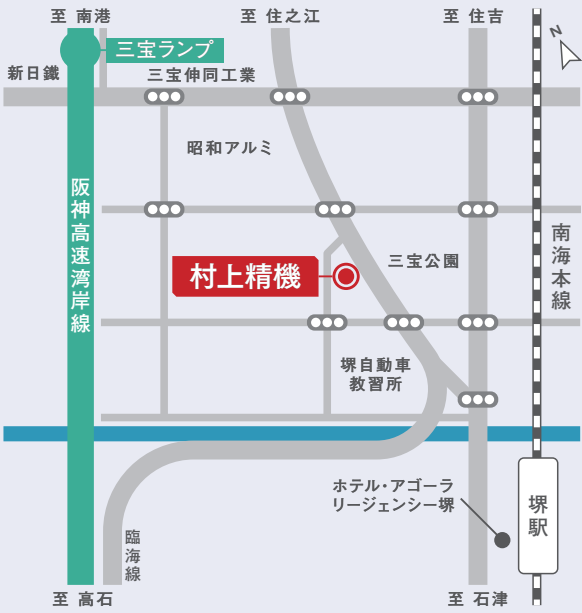 至 南港
至 住之江
至 住吉
N
三宝ランプ
新日鐵
三宝伸同工業
昭和アルミ
阪神高速湾岸線
南海本線
三宝公園
村上精機
堺自動車
教習所
ホテル・アゴーラ
リージェンシー堺
堺駅
臨海線
至 高石
至 石津